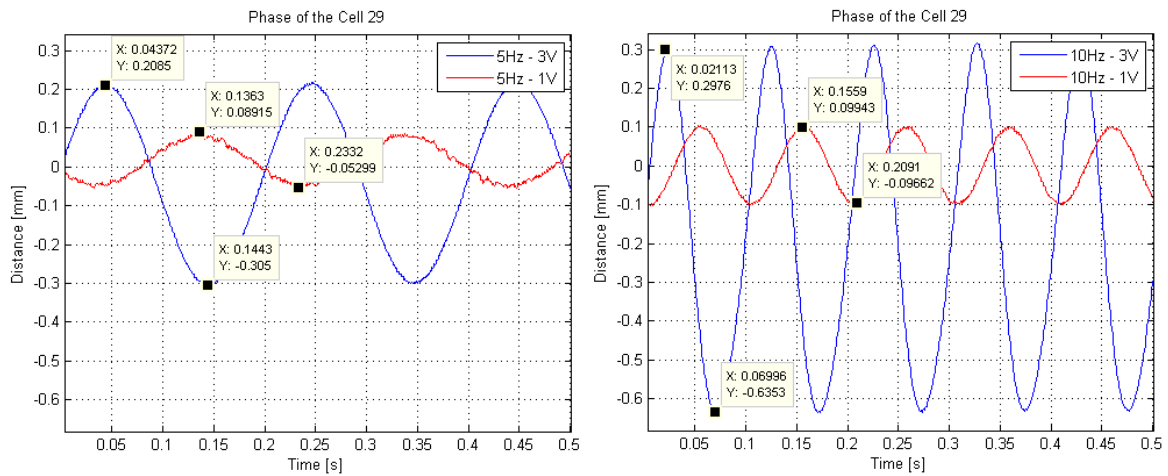 Phase of the Cell 29
0.3
0.2
0.1
0
-0.1
-0.2
-0.3
-0.4
-0.5
-0.6
Distance [mm]
X: 0.04372
Y: 0.2085
X: 0.1363
Y: 0.08915
X: 0.2332
Y: -0.05299
X: 0.1443
Y: -0.305
5Hz - 3V
5Hz - 1V
0.05 0.1 0.15 0.2 0.25 0.3 0.35 0.4 0.45 0.5
Time [s]
Phase of the Cell 29
0.3
0.2
0.1
0
-0.1
-0.2
-0.3
-0.4
-0.5
-0.6
Distance [mm]
X: 0.02113
Y: 0.2976
X: 0.1559
Y: 0.09943
X: 0.2091
Y: -0.09662
X: 0.06996
Y: -0.6353
10Hz - 3V
10Hz - 1V
0.05 0.1 0.15 0.2 0.25 0.3 0.35 0.4 0.45 0.5
Time [s]